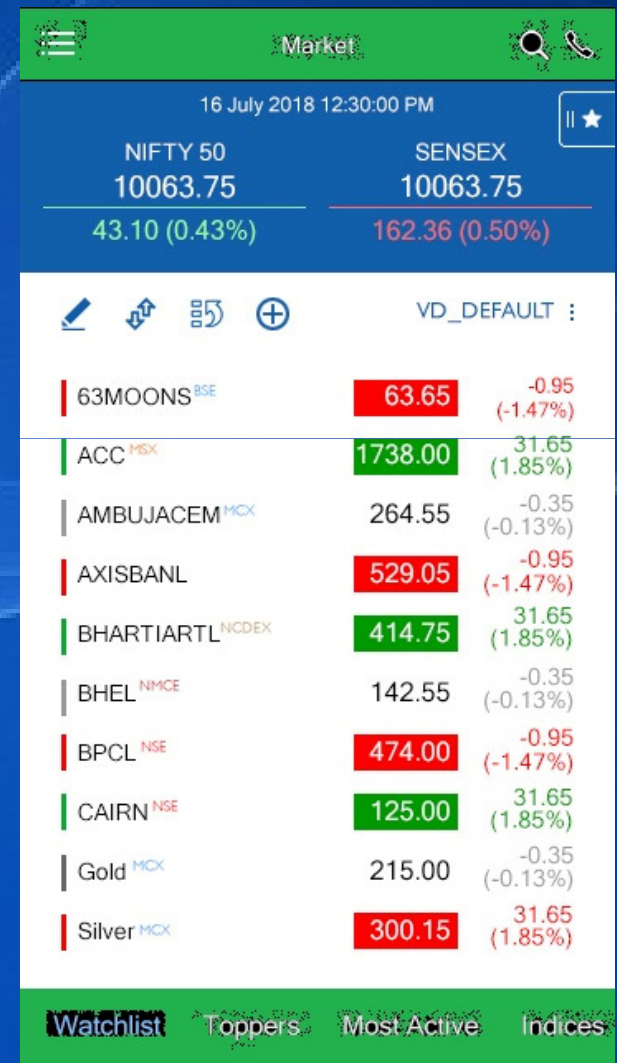 Market
16 July 2018 12:30:00 PM
NIFTY 50 SENSEX
10063.75 10063.75
43.10 (0.43%) 162.36 (0.50%)
VD_DEFAULT
63MOONS BSE 63.65 -0.95
(-1.47%)
ACC MSX 1738.00 31.65
(1.85%)
AMBUJACEM MCX 264.55 -0.35
(-0.13%)
AXISBANL 529.05 -0.95
(-1.47%)
BHARTIARTL NCDEX 414.75 31.65
(1.85%)
BHEL NMCE 142.55 -0.35
(-0.13%)
BPCL NSE 474.00 -0.95
(-1.47%)
CAIRN NSE 125.00 31.65
(1.85%)
Gold MCX 215.00 -0.35
(-0.13%)
Silver MCX 300.15 31.65
(1.85%)
Watchlist Toppers Most Active Indices